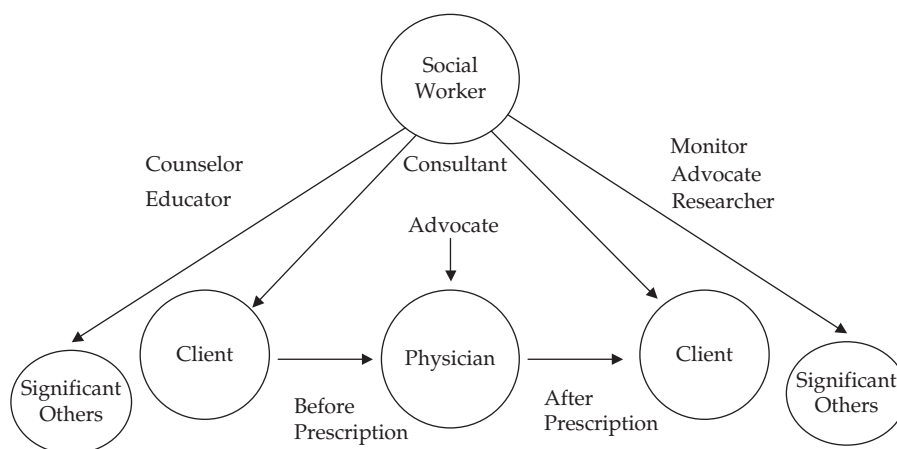 Social
Worker
Counselor
Educator
Consultant
Monitor
Advocate
Researcher
Advocate
Significant
Others
Client
Before
Prescription
Physician
After
Prescription
Client
Significant
Others